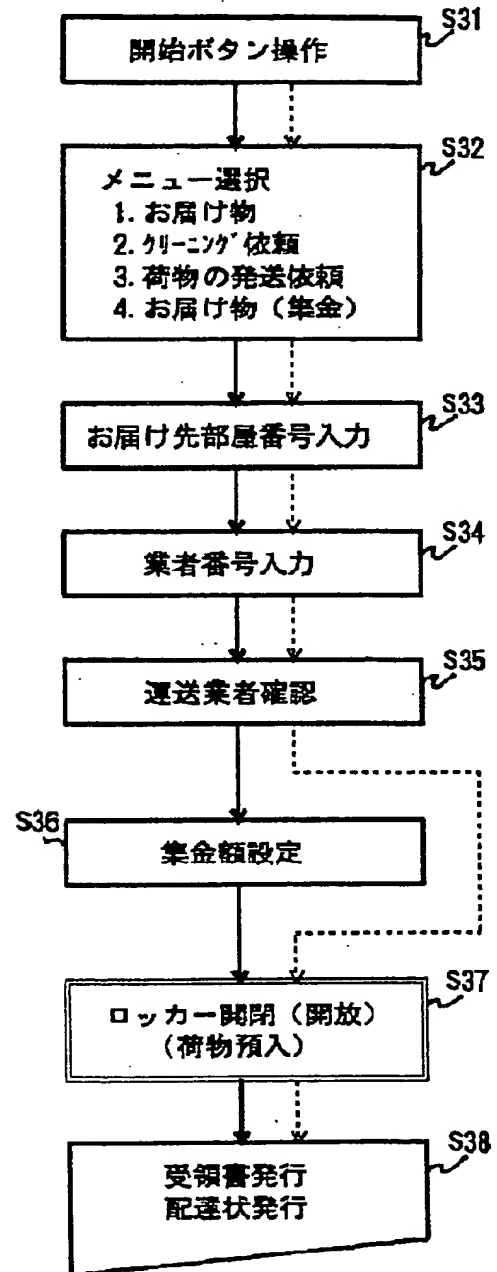 S31
開始ボタン操作
S32
メニュー選択
1. お届け物
2. クリーニング依頼
3. 荷物の発送依頼
4. お届け物（集金）
S33
お届け先部屋番号入力
S34
業者番号入力
S35
運送業者確認
S36
集金額設定
S37
ロッカー開閉（開放）
（荷物預入）
S38
受領書発行
配達状発行